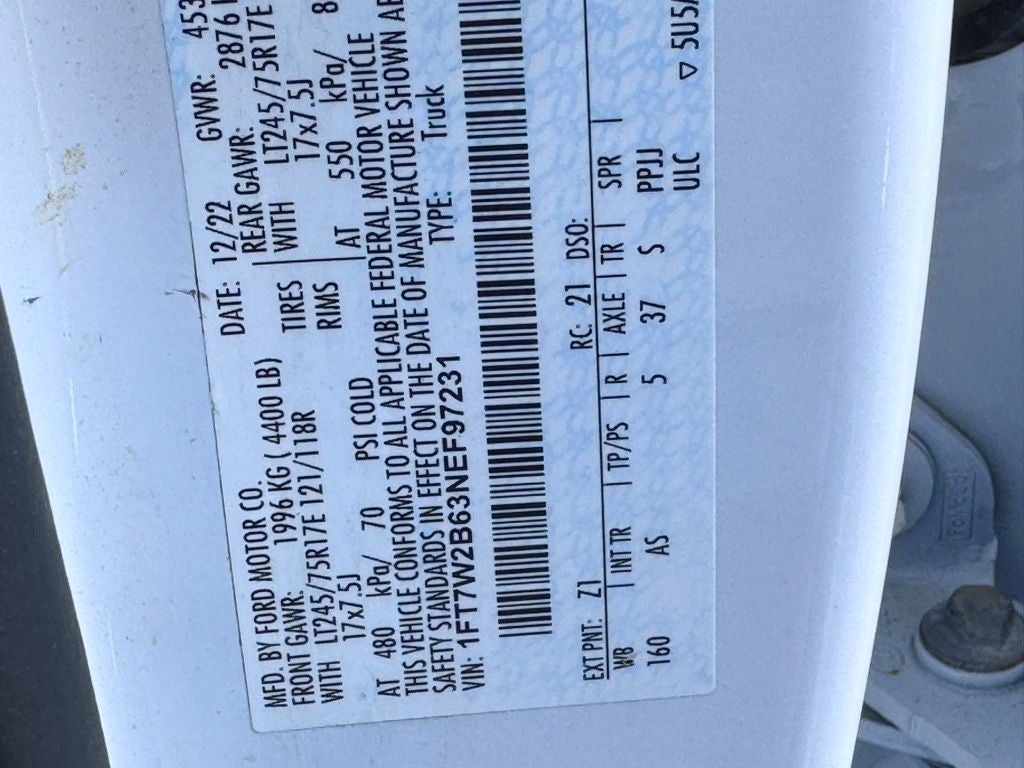 MFD. BY FORD MOTOR CO. DATE: 12/22 GVWR: 453
FRONT GAWR: 1996 KG ( 4400 LB) REAR GAWR: 2876
WITH LT245/75R17E 121/118R TIRES WITH LT245/75R17E
17x7.5J RIMS 17x7.5J
AT 480 kPa/ 70 PSI COLD AT 550 kPa/ 8
THIS VEHICLE CONFORMS TO ALL APPLICABLE FEDERAL MOTOR VEHICLE
SAFETY STANDARDS IN EFFECT ON THE DATE OF MANUFACTURE SHOWN
VIN: 1FT7W2B63NEF97231 TYPE: Truck
EXT PNT: Z1 RC: 21 DSO:
WB | INT TR | TP/PS | R | AXLE | TR | SPR |
160 AS 5 37 S PPJJ
ULC ▽ 5U5A